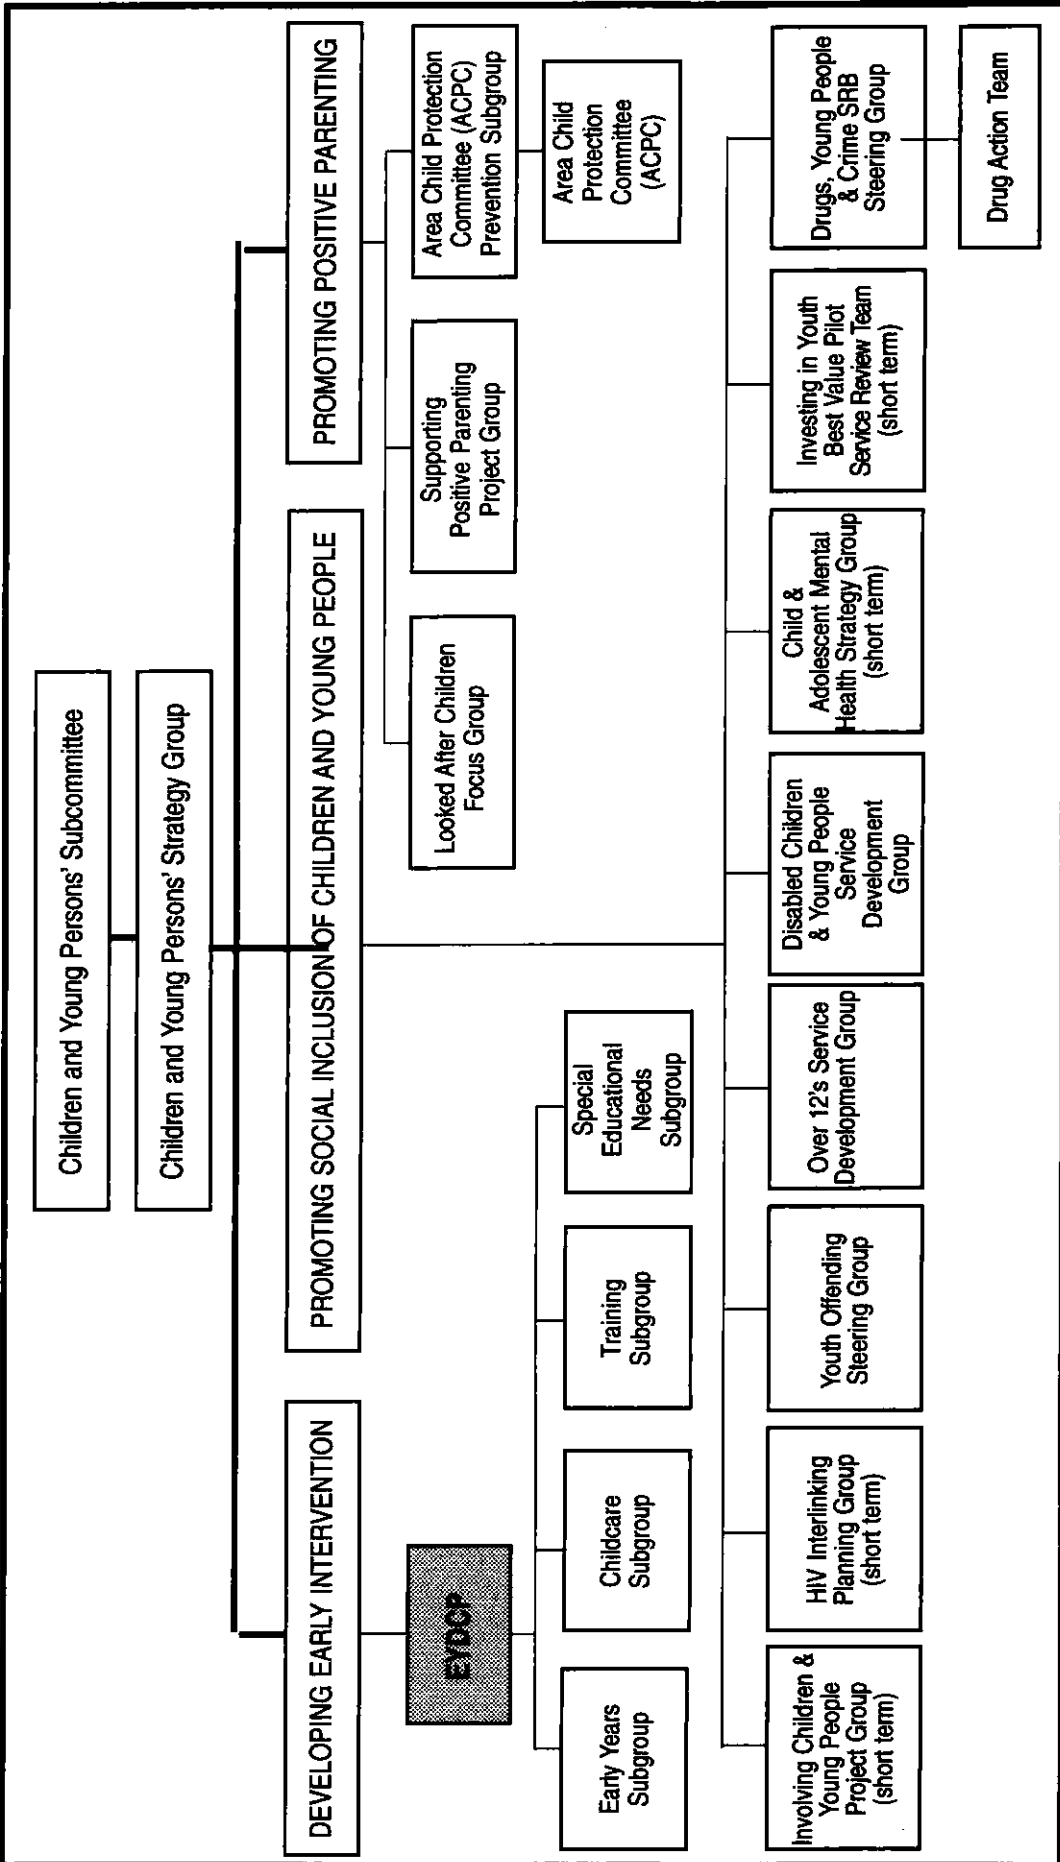 Children and Young Persons' Subcommittee
Children and Young Persons' Strategy Group
DEVELOPING EARLY INTERVENTION
PROMOTING SOCIAL INCLUSION OF CHILDREN AND YOUNG PEOPLE
PROMOTING POSITIVE PARENTING
EYDCP
Looked After Children
Focus Group
Supporting
Positive Parenting
Project Group
Area Child Protection
Committee (ACPC)
Prevention Subgroup
Area Child
Protection
Committee
(ACPC)
Early Years
Subgroup
Childcare
Subgroup
Training
Subgroup
Special
Educational
Needs
Subgroup
Involving Children &
Young People
Project Group
(short term)
HIV Interlinking
Planning Group
(short term)
Youth Offending
Steering Group
Over 12's Service
Development Group
Disabled Children
& Young People
Service
Development
Group
Child &
Adolescent Mental
Health Strategy Group
(short term)
Investing in Youth
Best Value Pilot
Service Review Team
(short term)
Drugs, Young People
& Crime SRB
Steering Group
Drug Action Team